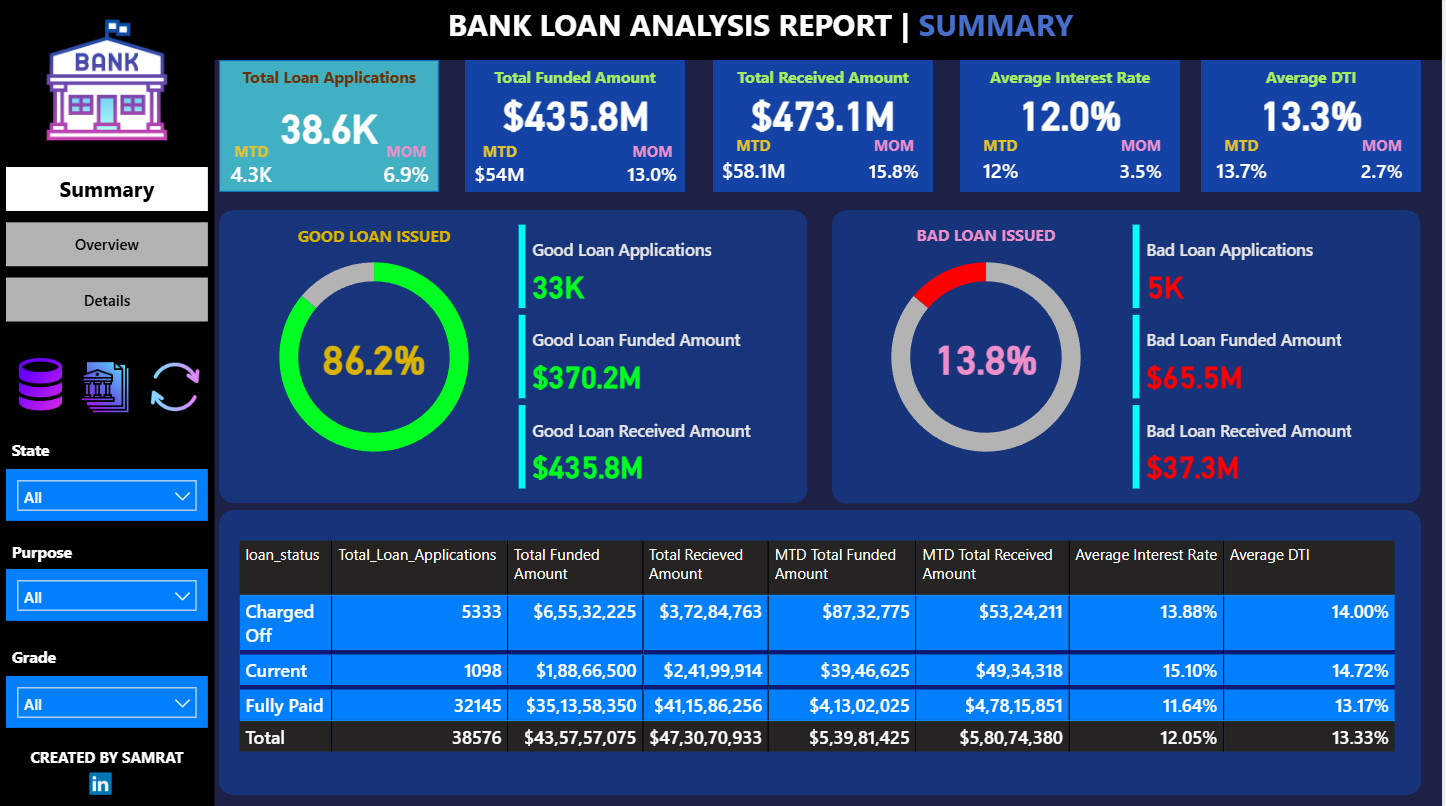 BANK LOAN ANALYSIS REPORT | SUMMARY
BANK
Summary
Overview
Details
State
All
Purpose
All
Grade
All
CREATED BY SAMRAT
in
Total Loan Applications
38.6K
MTD
MOM
4.3K
6.9%
Total Funded Amount
$435.8M
MTD
MOM
$54M
13.0%
Total Received Amount
$473.1M
MTD
MOM
$58.1M
15.8%
Average Interest Rate
12.0%
MTD
MOM
12%
3.5%
Average DTI
13.3%
MTD
MOM
13.7%
2.7%
GOOD LOAN ISSUED
86.2%
Good Loan Applications
33K
Good Loan Funded Amount
$370.2M
Good Loan Received Amount
$435.8M
BAD LOAN ISSUED
13.8%
Bad Loan Applications
5K
Bad Loan Funded Amount
$65.5M
Bad Loan Received Amount
$37.3M
loan_status Total_Loan_Applications Total Funded Amount Total Recieved Amount MTD Total Funded Amount MTD Total Received Amount Average Interest Rate Average DTI
Charged Off 5333 $6,55,32,225 $3,72,84,763 $87,32,775 $53,24,211 13.88% 14.00%
Current 1098 $1,88,66,500 $2,41,99,914 $39,46,625 $49,34,318 15.10% 14.72%
Fully Paid 32145 $35,13,58,350 $41,15,86,256 $4,13,02,025 $4,78,15,851 11.64% 13.17%
Total 38576 $43,57,57,075 $47,30,70,933 $5,39,81,425 $5,80,74,380 12.05% 13.33%